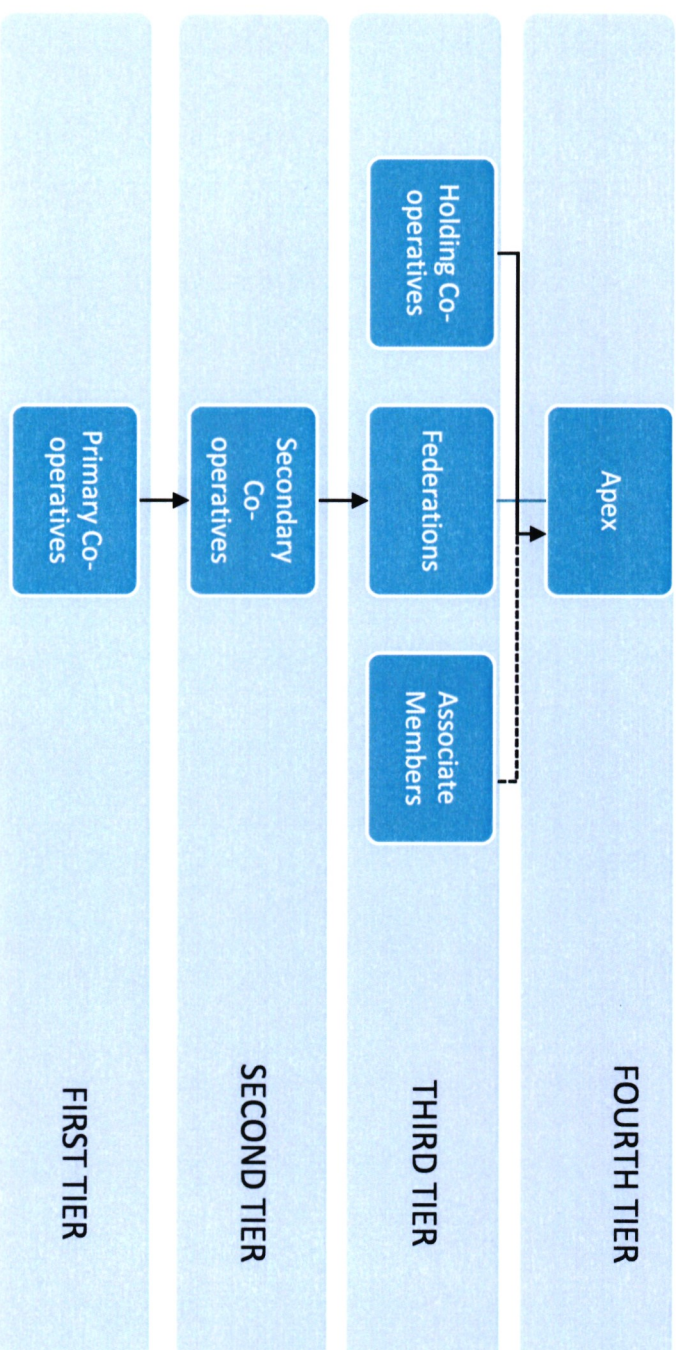 Apex
FOURTH TIER
Holding Co-
operatives
Federations
Associate
Members
THIRD TIER
Secondary
Co-
operatives
SECOND TIER
Primary Co-
operatives
FIRST TIER